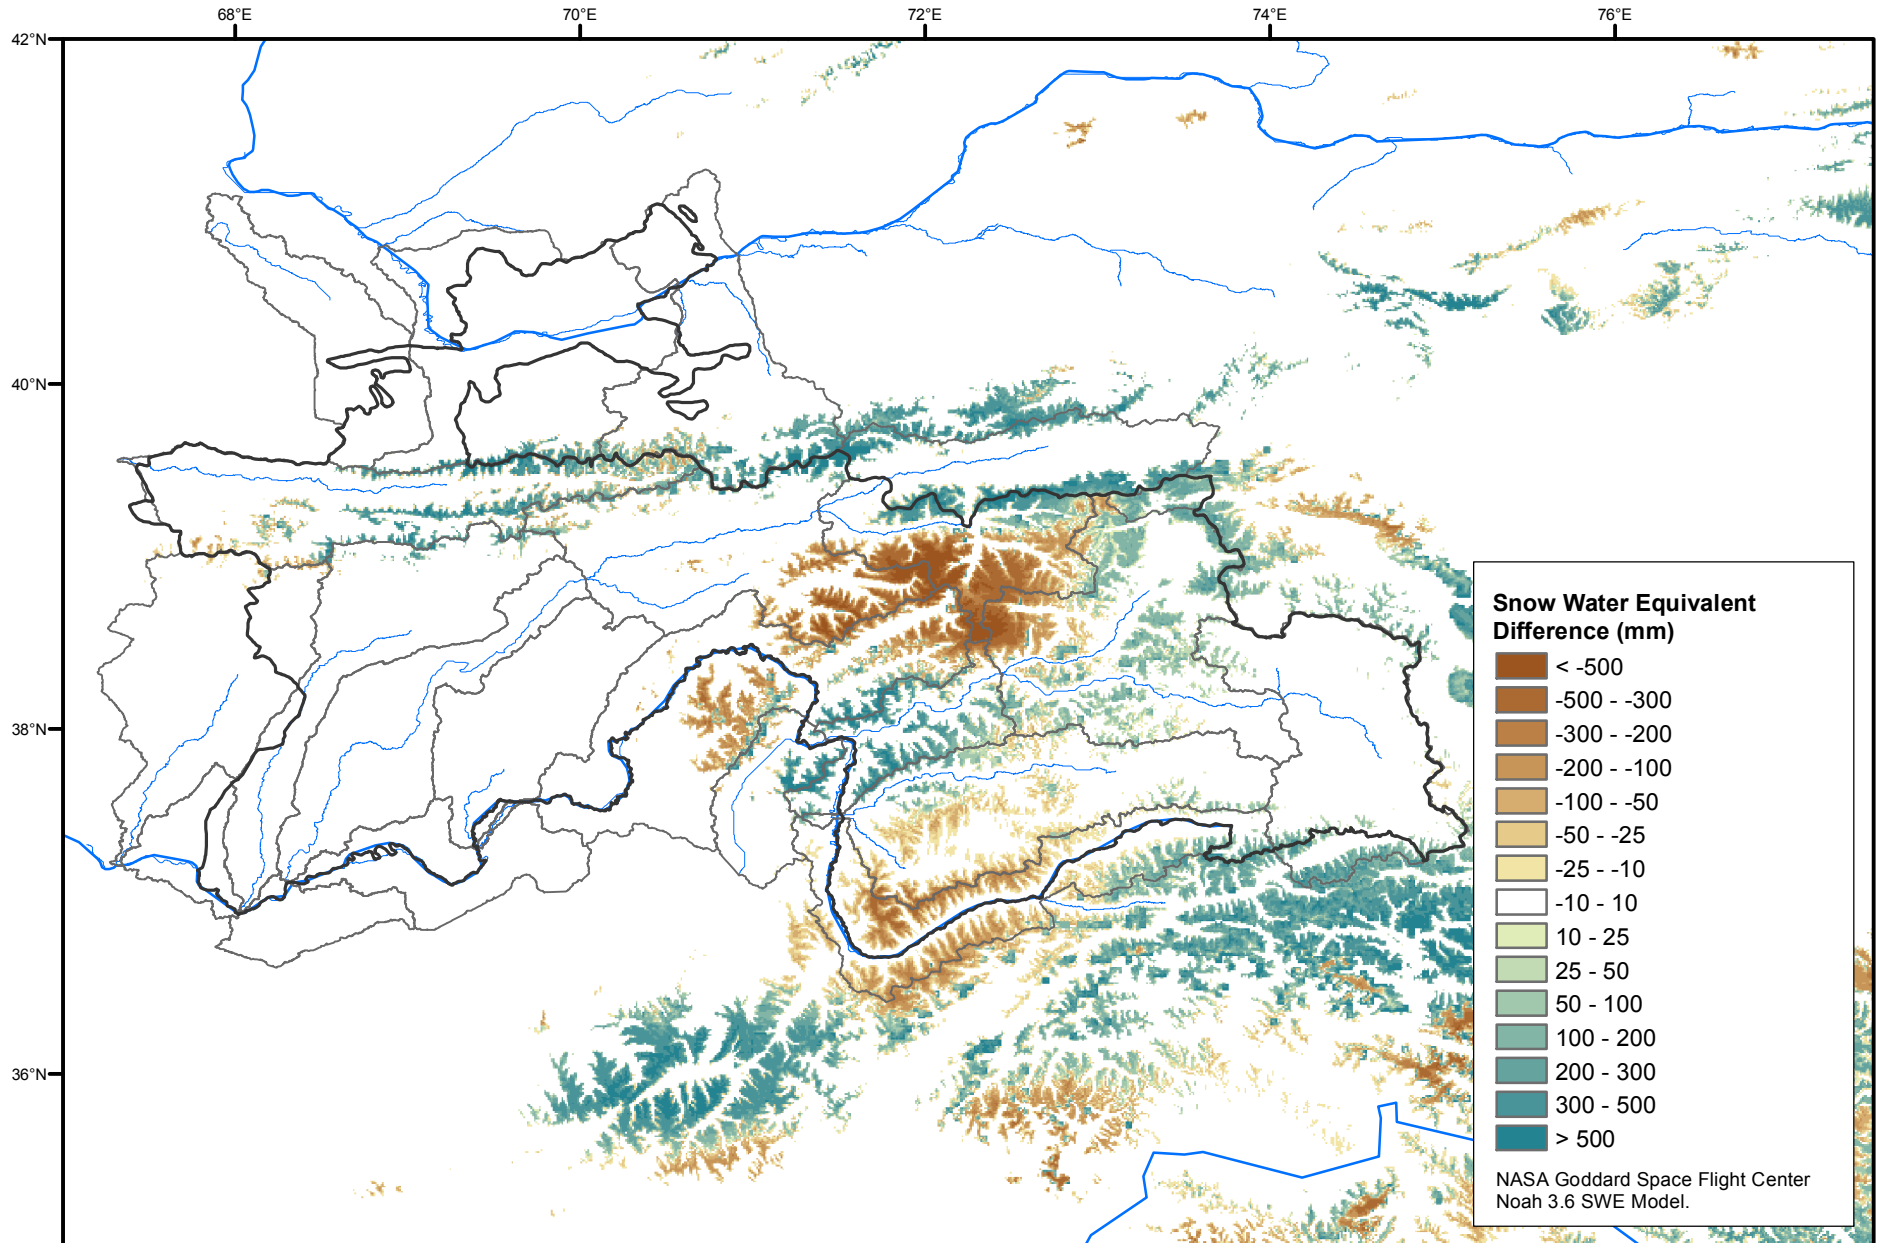 68°E 70°E 72°E 74°E 76°E
42°N
40°N
38°N
36°N
Snow Water Equivalent
Difference (mm)
< -500
-500 - -300
-300 - -200
-200 - -100
-100 - -50
-50 - -25
-25 - -10
-10 - 10
10 - 25
25 - 50
50 - 100
100 - 200
200 - 300
300 - 500
> 500
NASA Goddard Space Flight Center
Noah 3.6 SWE Model.